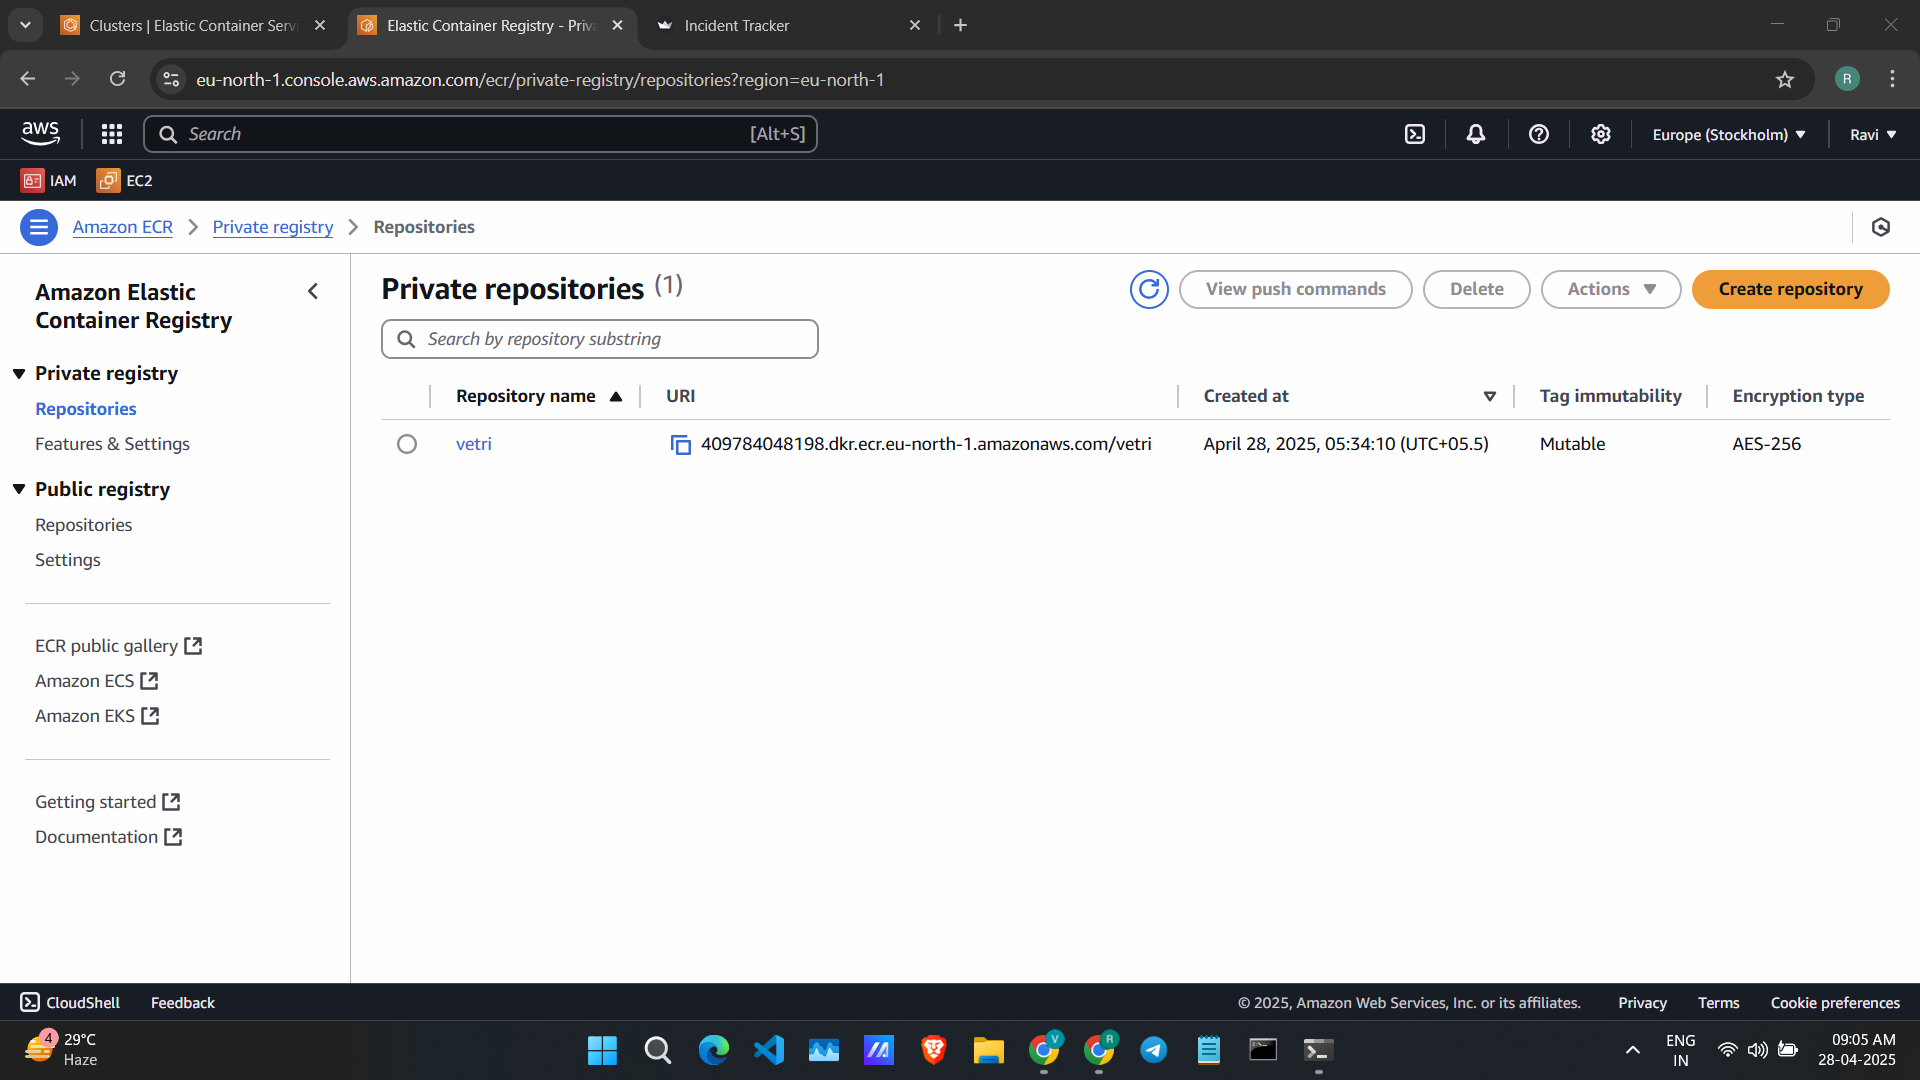 Clusters | Elastic Container Servi
Elastic Container Registry - Priva
Incident Tracker
eu-north-1.console.aws.amazon.com/ecr/private-registry/repositories?region=eu-north-1
R
aws
Search
[Alt+S]
Europe (Stockholm)
Ravi
IAM
EC2
Amazon ECR
Private registry
Repositories
Amazon Elastic
Container Registry
Private registry
Repositories
Features & Settings
Public registry
Repositories
Settings
ECR public gallery
Amazon ECS
Amazon EKS
Getting started
Documentation
Private repositories (1)
View push commands
Delete
Actions
Create repository
Search by repository substring
Repository name
URI
Created at
Tag immutability
Encryption type
vetri
409784048198.dkr.ecr.eu-north-1.amazonaws.com/vetri
April 28, 2025, 05:34:10 (UTC+05.5)
Mutable
AES-256
CloudShell
Feedback
© 2025, Amazon Web Services, Inc. or its affiliates.
Privacy
Terms
Cookie preferences
4
29°C
Haze
V
R
ENG
IN
09:05 AM
28-04-2025